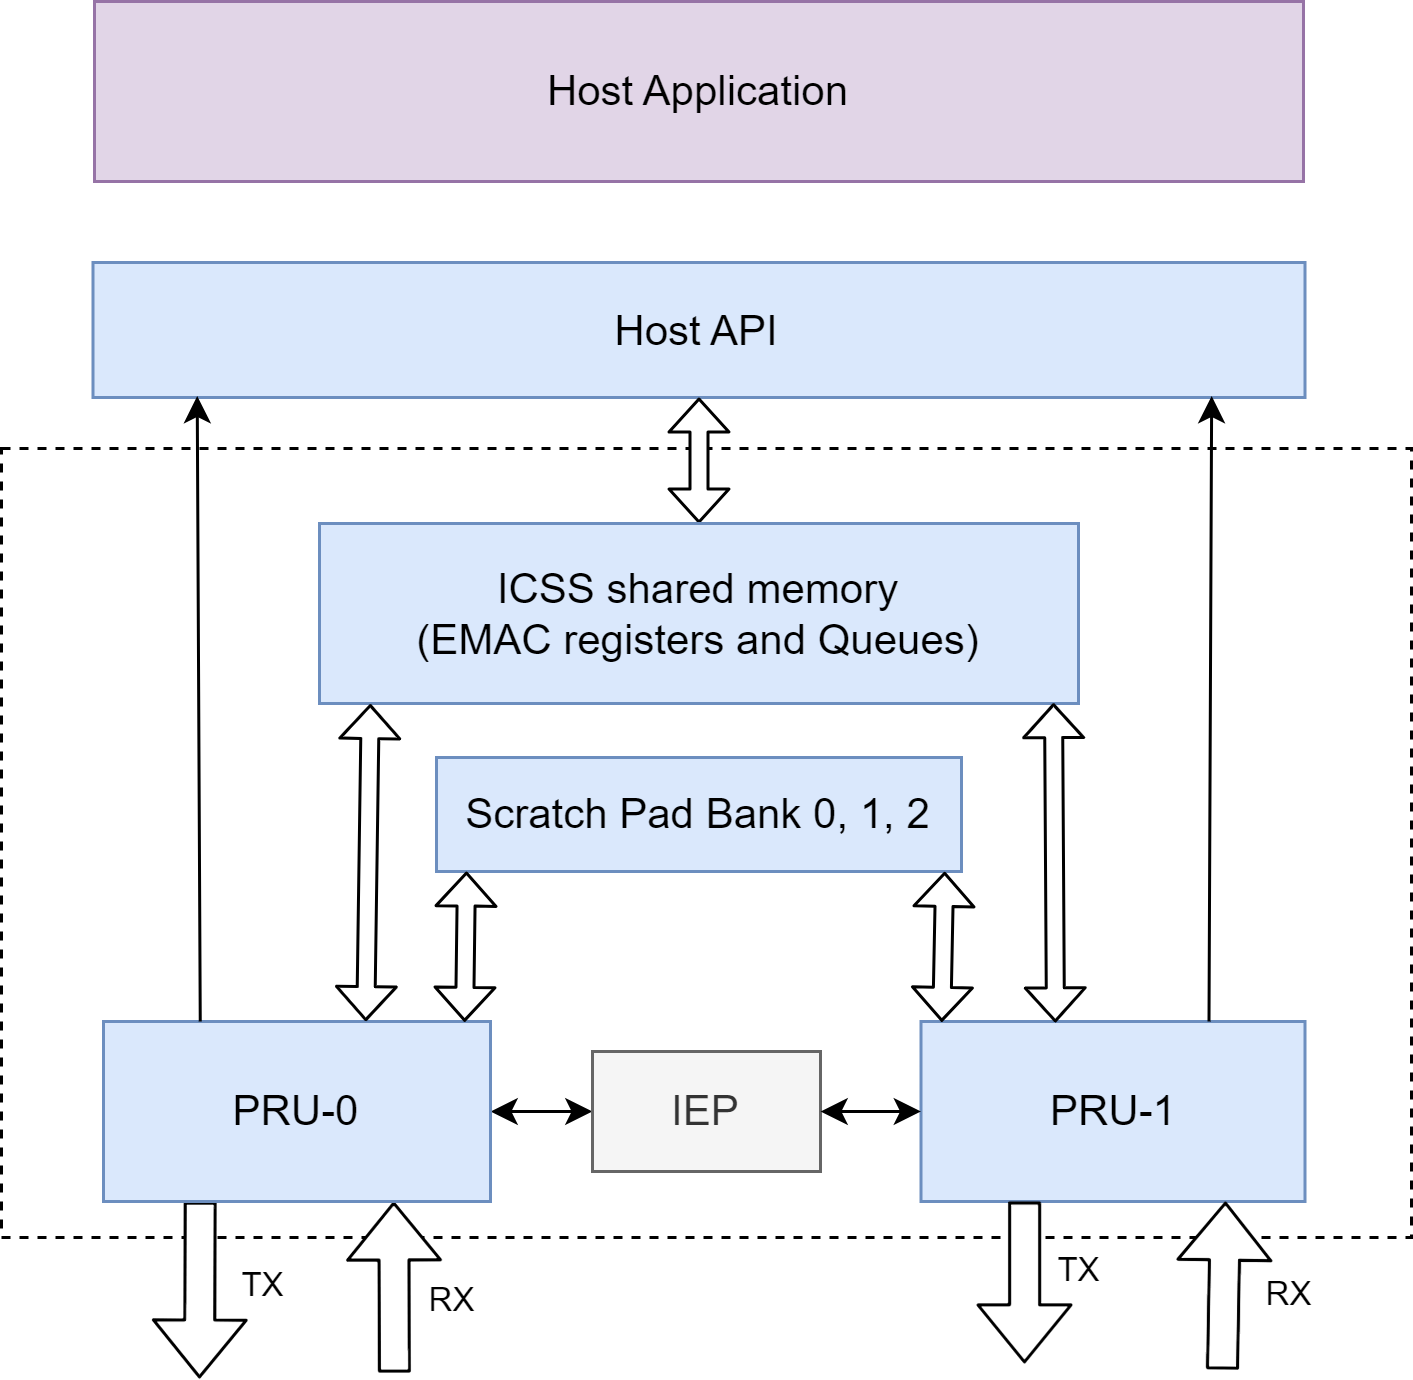 Host Application
Host API
ICSS shared memory
(EMAC registers and Queues)
Scratch Pad Bank 0, 1, 2
PRU-0
IEP
PRU-1
TX
RX
TX
RX